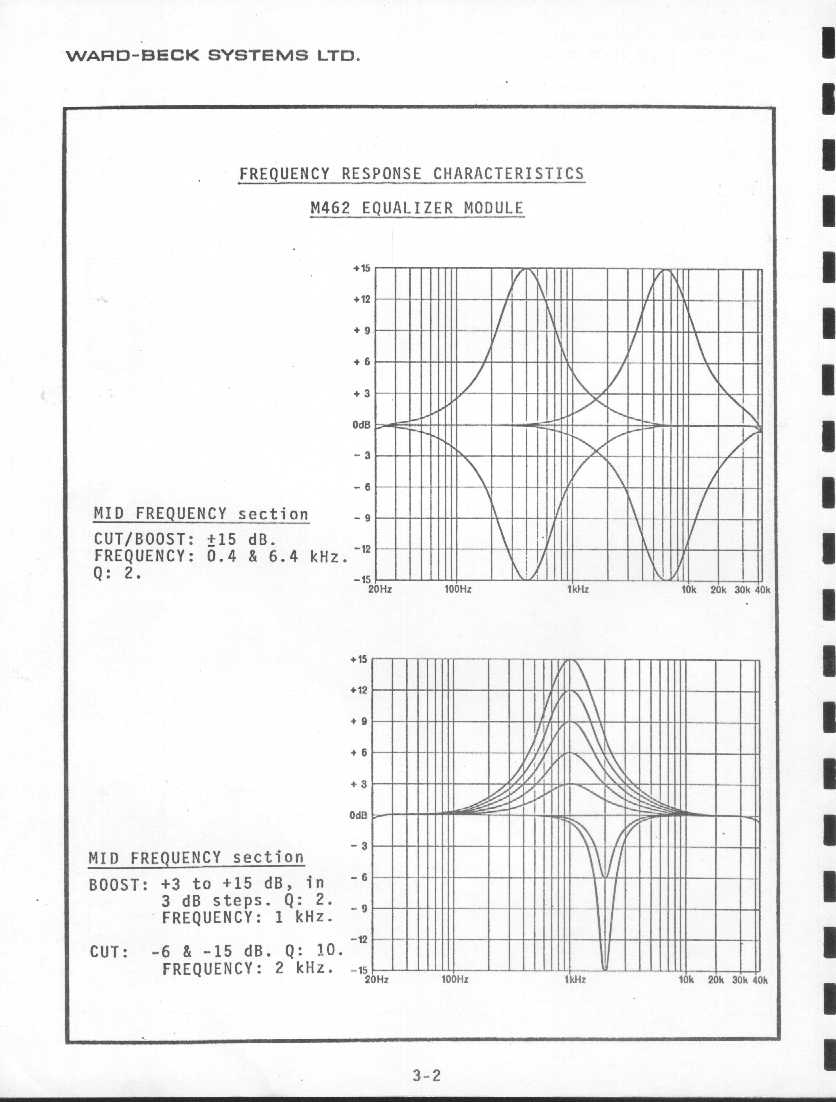 WARD-BECK SYSTEMS LTD.
FREQUENCY RESPONSE CHARACTERISTICS
M462 EQUALIZER MODULE
+15
+12
+ 9
+ 6
+ 3
0dB
- 3
- 6
- 9
-12
-15
20Hz 100Hz 1kHz 10k 20k 30k 40k
MID FREQUENCY section
CUT/BOOST: ±15 dB.
FREQUENCY: 0.4 & 6.4 kHz.
Q: 2.
+15
+12
+ 9
+ 6
+ 3
0dB
- 3
- 6
- 9
-12
-15
20Hz 100Hz 1kHz 10k 20k 30k 40k
MID FREQUENCY section
BOOST: +3 to +15 dB, in
3 dB steps. Q: 2.
FREQUENCY: 1 kHz.
CUT: -6 & -15 dB. Q: 10.
FREQUENCY: 2 kHz.
3-2